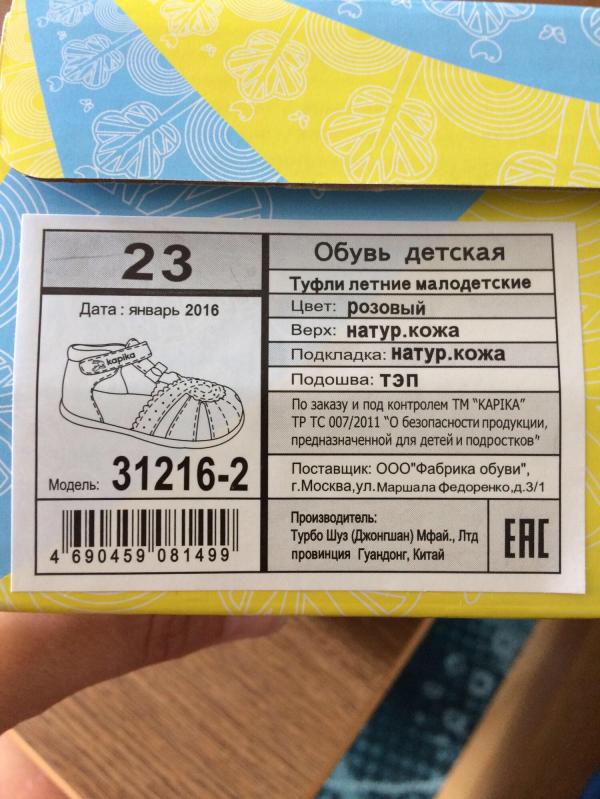 23
Дата : январь 2016
kapika
Модель: 31216-2
4 690459 081499
Обувь детская
Туфли летние малодетские
Цвет: розовый
Верх: натур.кожа
Подкладка: натур.кожа
Подошва: ТЭП
По заказу и под контролем ТМ "KAPIKA"
ТР ТС 007/2011 "О безопасности продукции,
предназначенной для детей и подростков"
Поставщик: ООО"Фабрика обуви",
г.Москва,ул.Маршала Федоренко,д.3/1
Производитель:
Турбо Шуз (Джонгшан) Мфай., Лтд
провинция Гуандонг, Китай
EAC